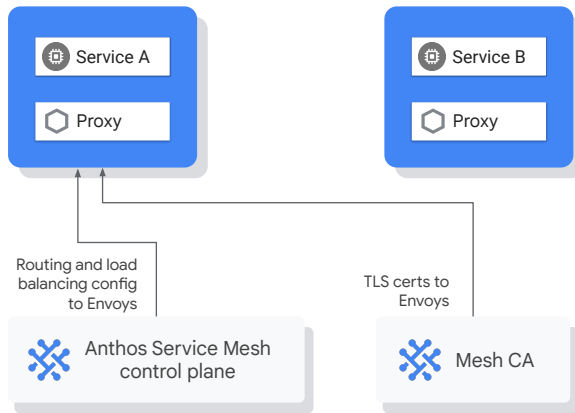 Service A
Proxy
Service B
Proxy
Routing and load
balancing config
to Envoys
TLS certs to
Envoys
Anthos Service Mesh
control plane
Mesh CA